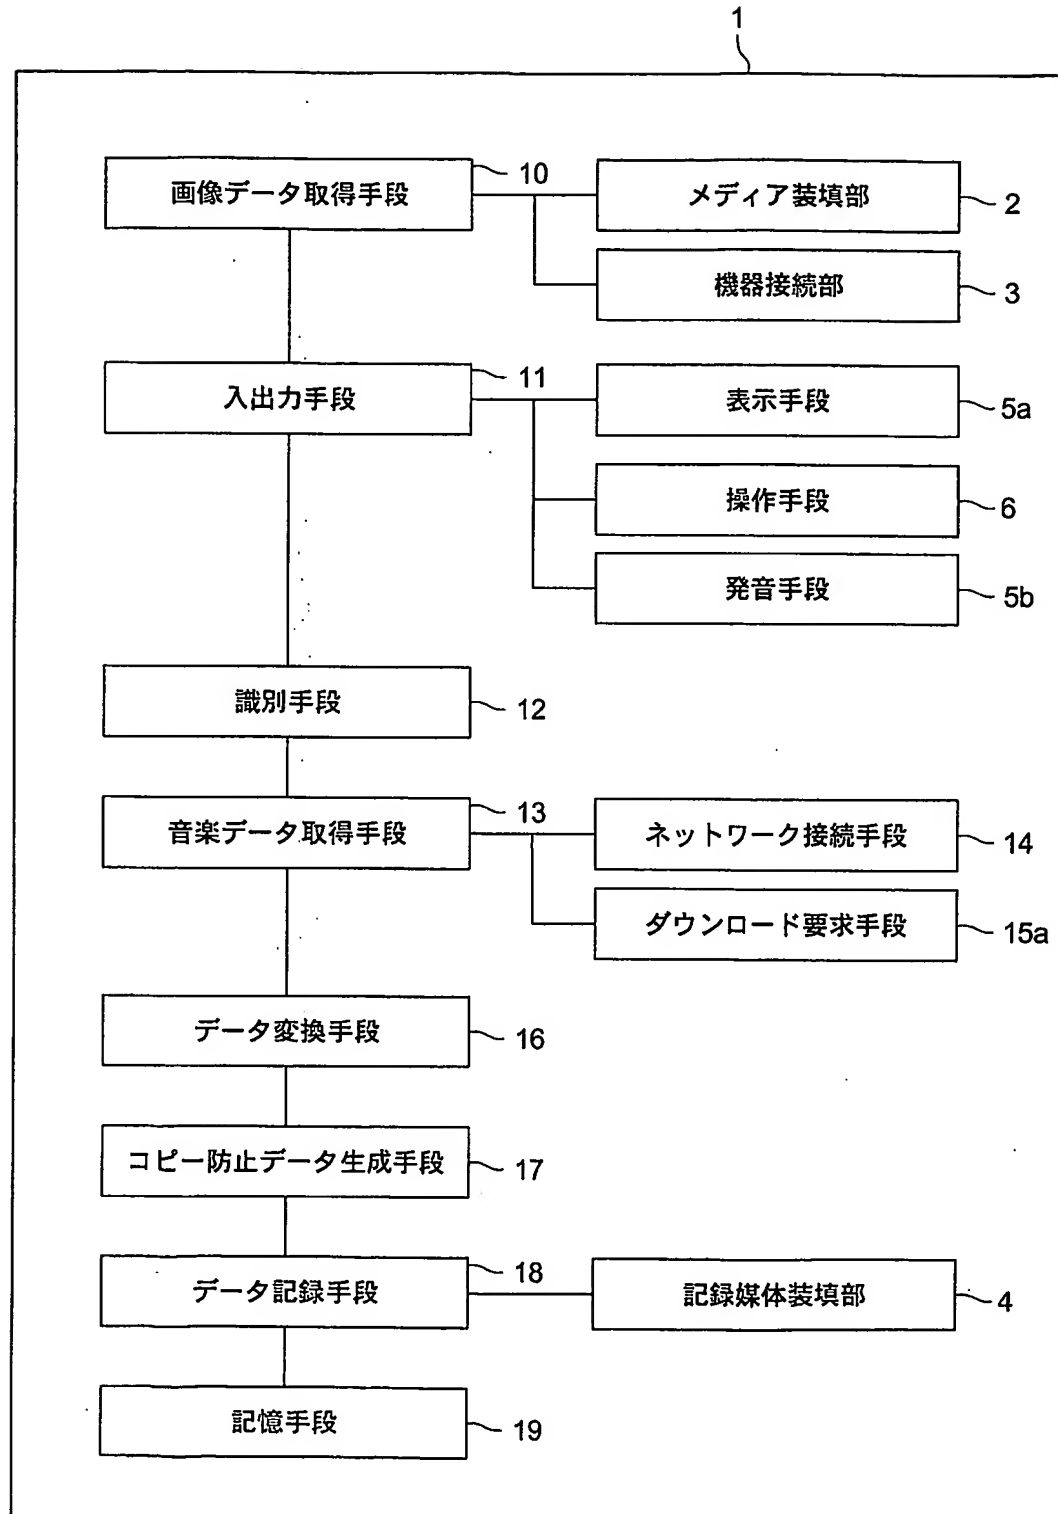 1
画像データ取得手段
10
メディア装填部
2
機器接続部
3
入出力手段
11
表示手段
5a
操作手段
6
発音手段
5b
識別手段
12
音楽データ取得手段
13
ネットワーク接続手段
14
ダウンロード要求手段
15a
データ変換手段
16
コピー防止データ生成手段
17
データ記録手段
18
記録媒体装填部
4
記憶手段
19